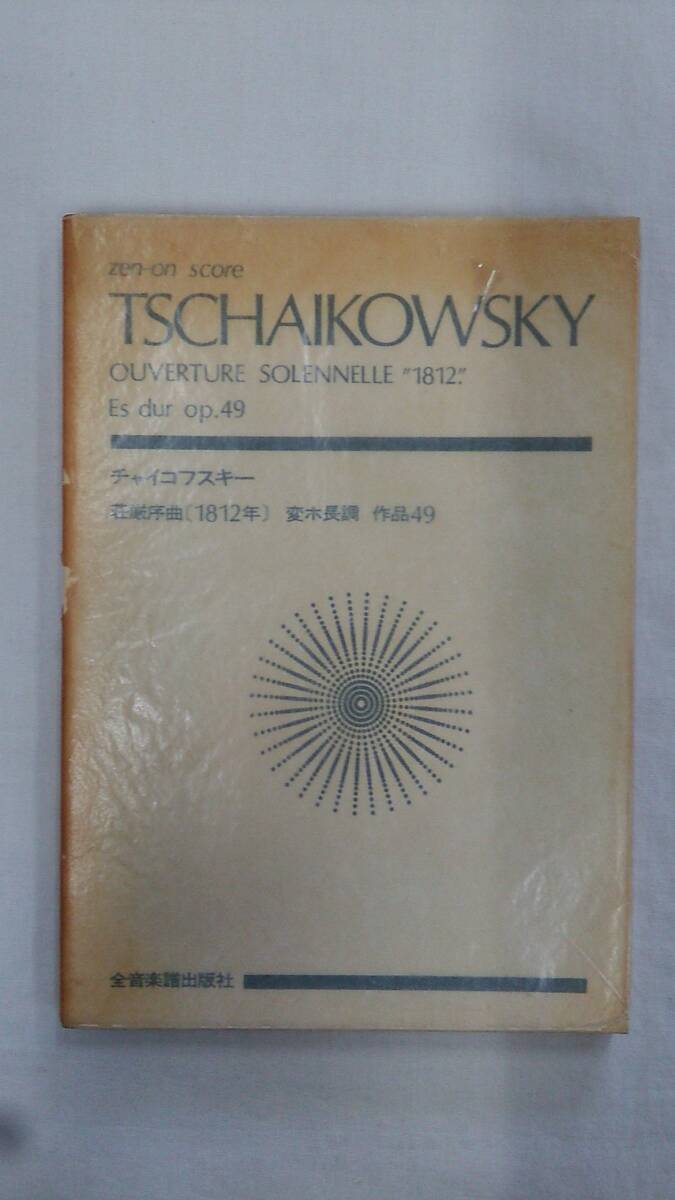 zen-on score
TSCHAIKOWSKY
OUVERTURE SOLENNELLE "1812."
Es dur op.49
チャイコフスキー
荘厳序曲〔1812年〕 変ホ長調 作品49
全音楽譜出版社